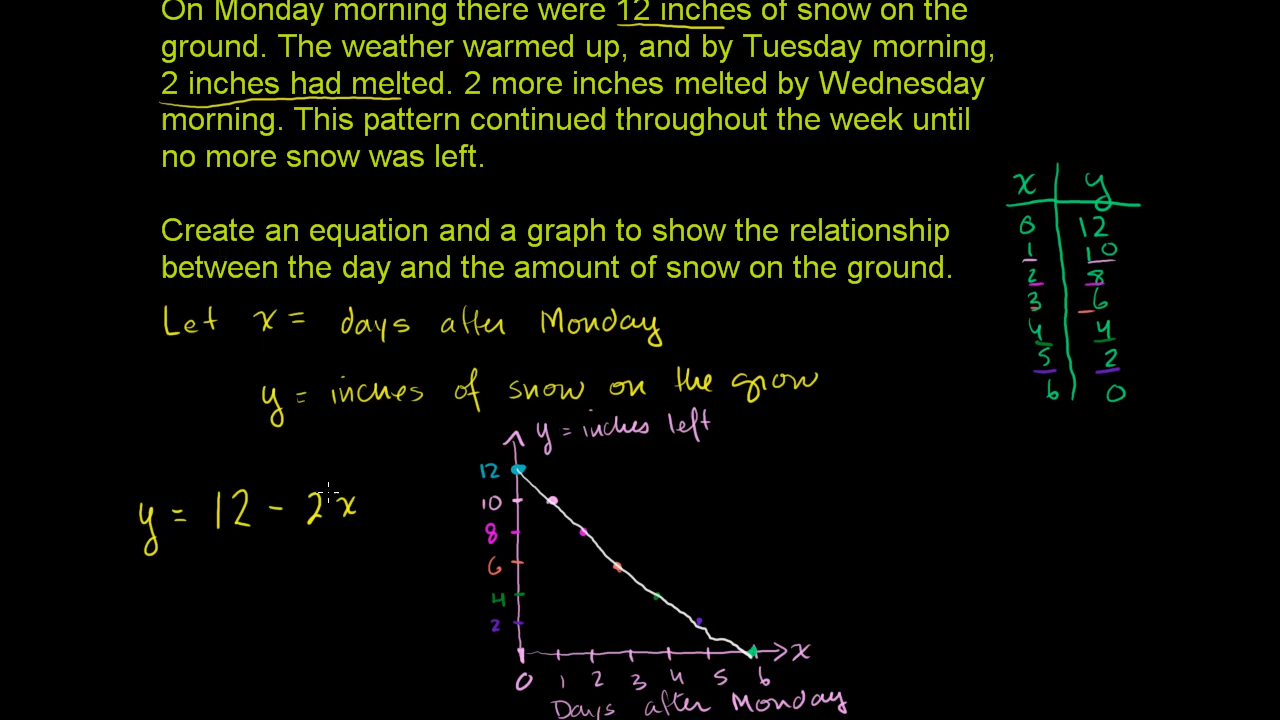 On Monday morning there were 12 inches of snow on the
ground. The weather warmed up, and by Tuesday morning,
2 inches had melted. 2 more inches melted by Wednesday
morning. This pattern continued throughout the week until
no more snow was left.
Create an equation and a graph to show the relationship
between the day and the amount of snow on the ground.
Let x = days after Monday
y = inches of snow on the grow
x y
0 12
1 10
2 8
3 6
4 4
5 2
6 0
y = 12 - 2x
y = inches left
12
10
8
6
4
2
x
0 1 2 3 4 5 6
Days after Monday